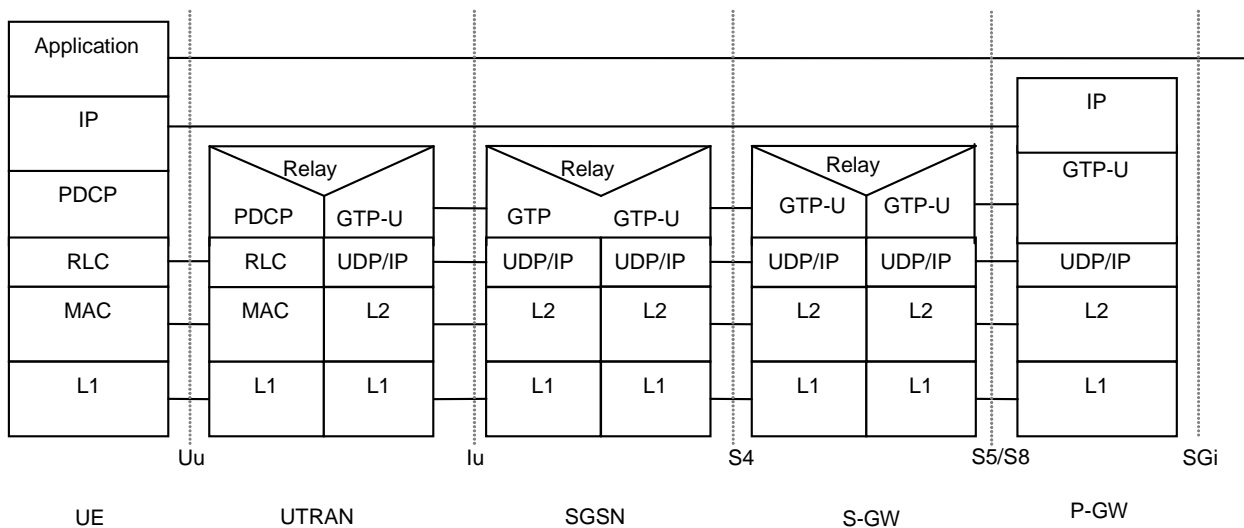 Application
IP
IP
Relay
Relay
Relay
PDCP
PDCP
GTP-U
GTP
GTP-U
GTP-U
GTP-U
GTP-U
RLC
RLC
UDP/IP
UDP/IP
UDP/IP
UDP/IP
UDP/IP
UDP/IP
MAC
MAC
L2
L2
L2
L2
L2
L2
L1
L1
L1
L1
L1
L1
L1
L1
Uu
Iu
S4
S5/S8
SGi
UE
UTRAN
SGSN
S-GW
P-GW